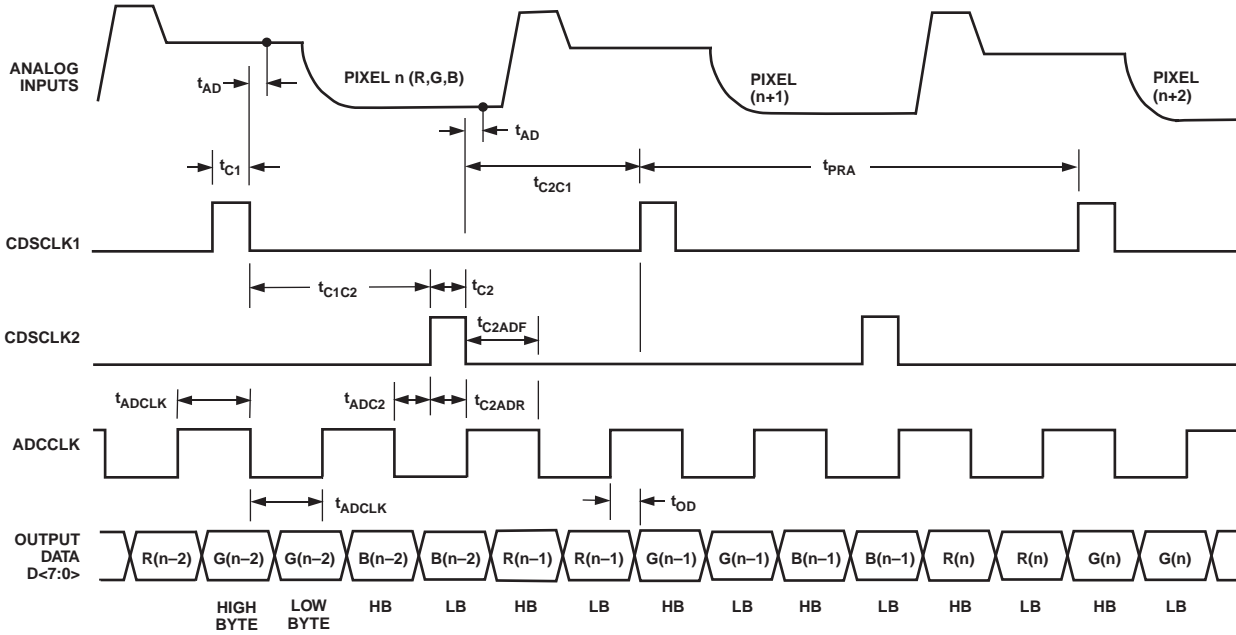 ANALOG
INPUTS
tAD
PIXEL n (R,G,B)
tAD
PIXEL
(n+1)
PIXEL
(n+2)
tC1
tC2C1
tPRA
CDSCLK1
tC1C2
tC2
CDSCLK2
tC2ADF
tADCLK
tADC2
tC2ADR
ADCCLK
tADCLK
tOD
OUTPUT
DATA
D<7:0>
R(n–2) G(n–2) G(n–2) B(n–2) B(n–2) R(n–1) R(n–1) G(n–1) G(n–1) B(n–1) B(n–1) R(n) R(n) G(n) G(n)
HIGH
BYTE
LOW
BYTE
HB LB HB LB HB LB HB LB HB LB HB LB